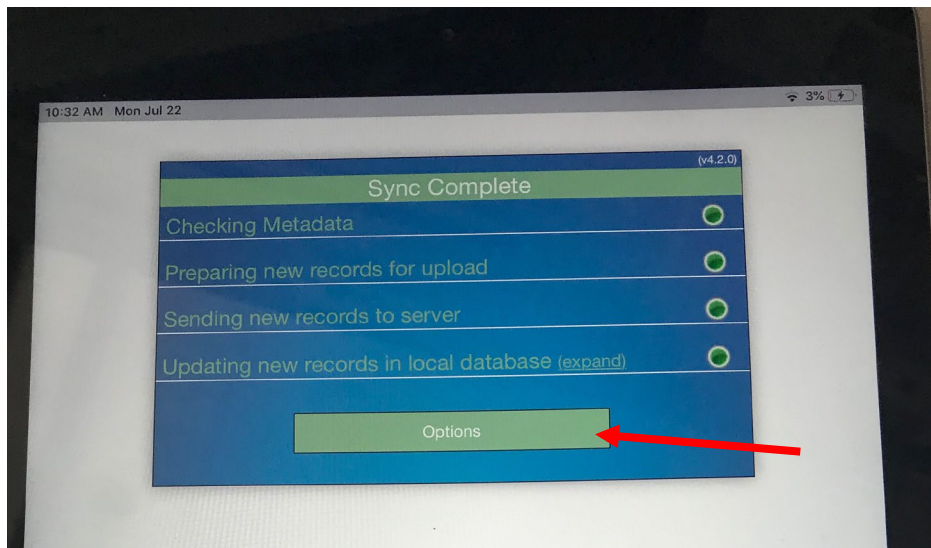 10:32 AM Mon Jul 22
3%
(v4.2.0)
Sync Complete
Checking Metadata
Preparing new records for upload
Sending new records to server
Updating new records in local database (expand)
Options